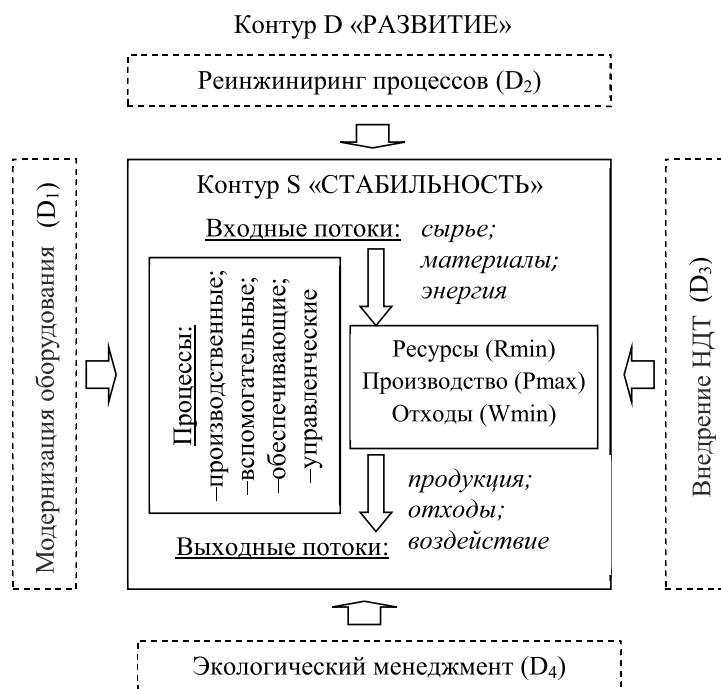 Контур D «РАЗВИТИЕ»
Реинжиниринг процессов (D₂)
Модернизация оборудования (D₁)
Контур S «СТАБИЛЬНОСТЬ»
Входные потоки: сырье;
материалы;
энергия
Процессы:
–производственные;
–вспомогательные;
–обеспечивающие;
–управленческие
Ресурсы (Rmin)
Производство (Pmax)
Отходы (Wmin)
продукция;
отходы;
Выходные потоки: воздействие
Внедрение НДТ (D₃)
Экологический менеджмент (D₄)